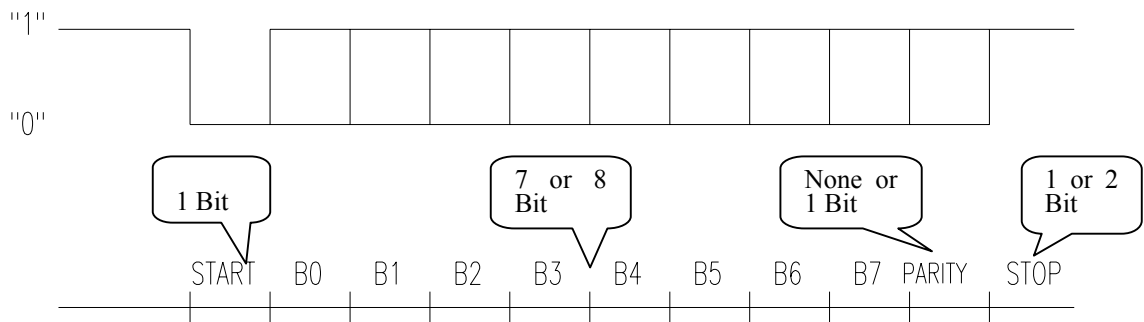 "1"
"0"
1 Bit
7 or 8
Bit
None or
1 Bit
1 or 2
Bit
START B0 B1 B2 B3 B4 B5 B6 B7 PARITY STOP